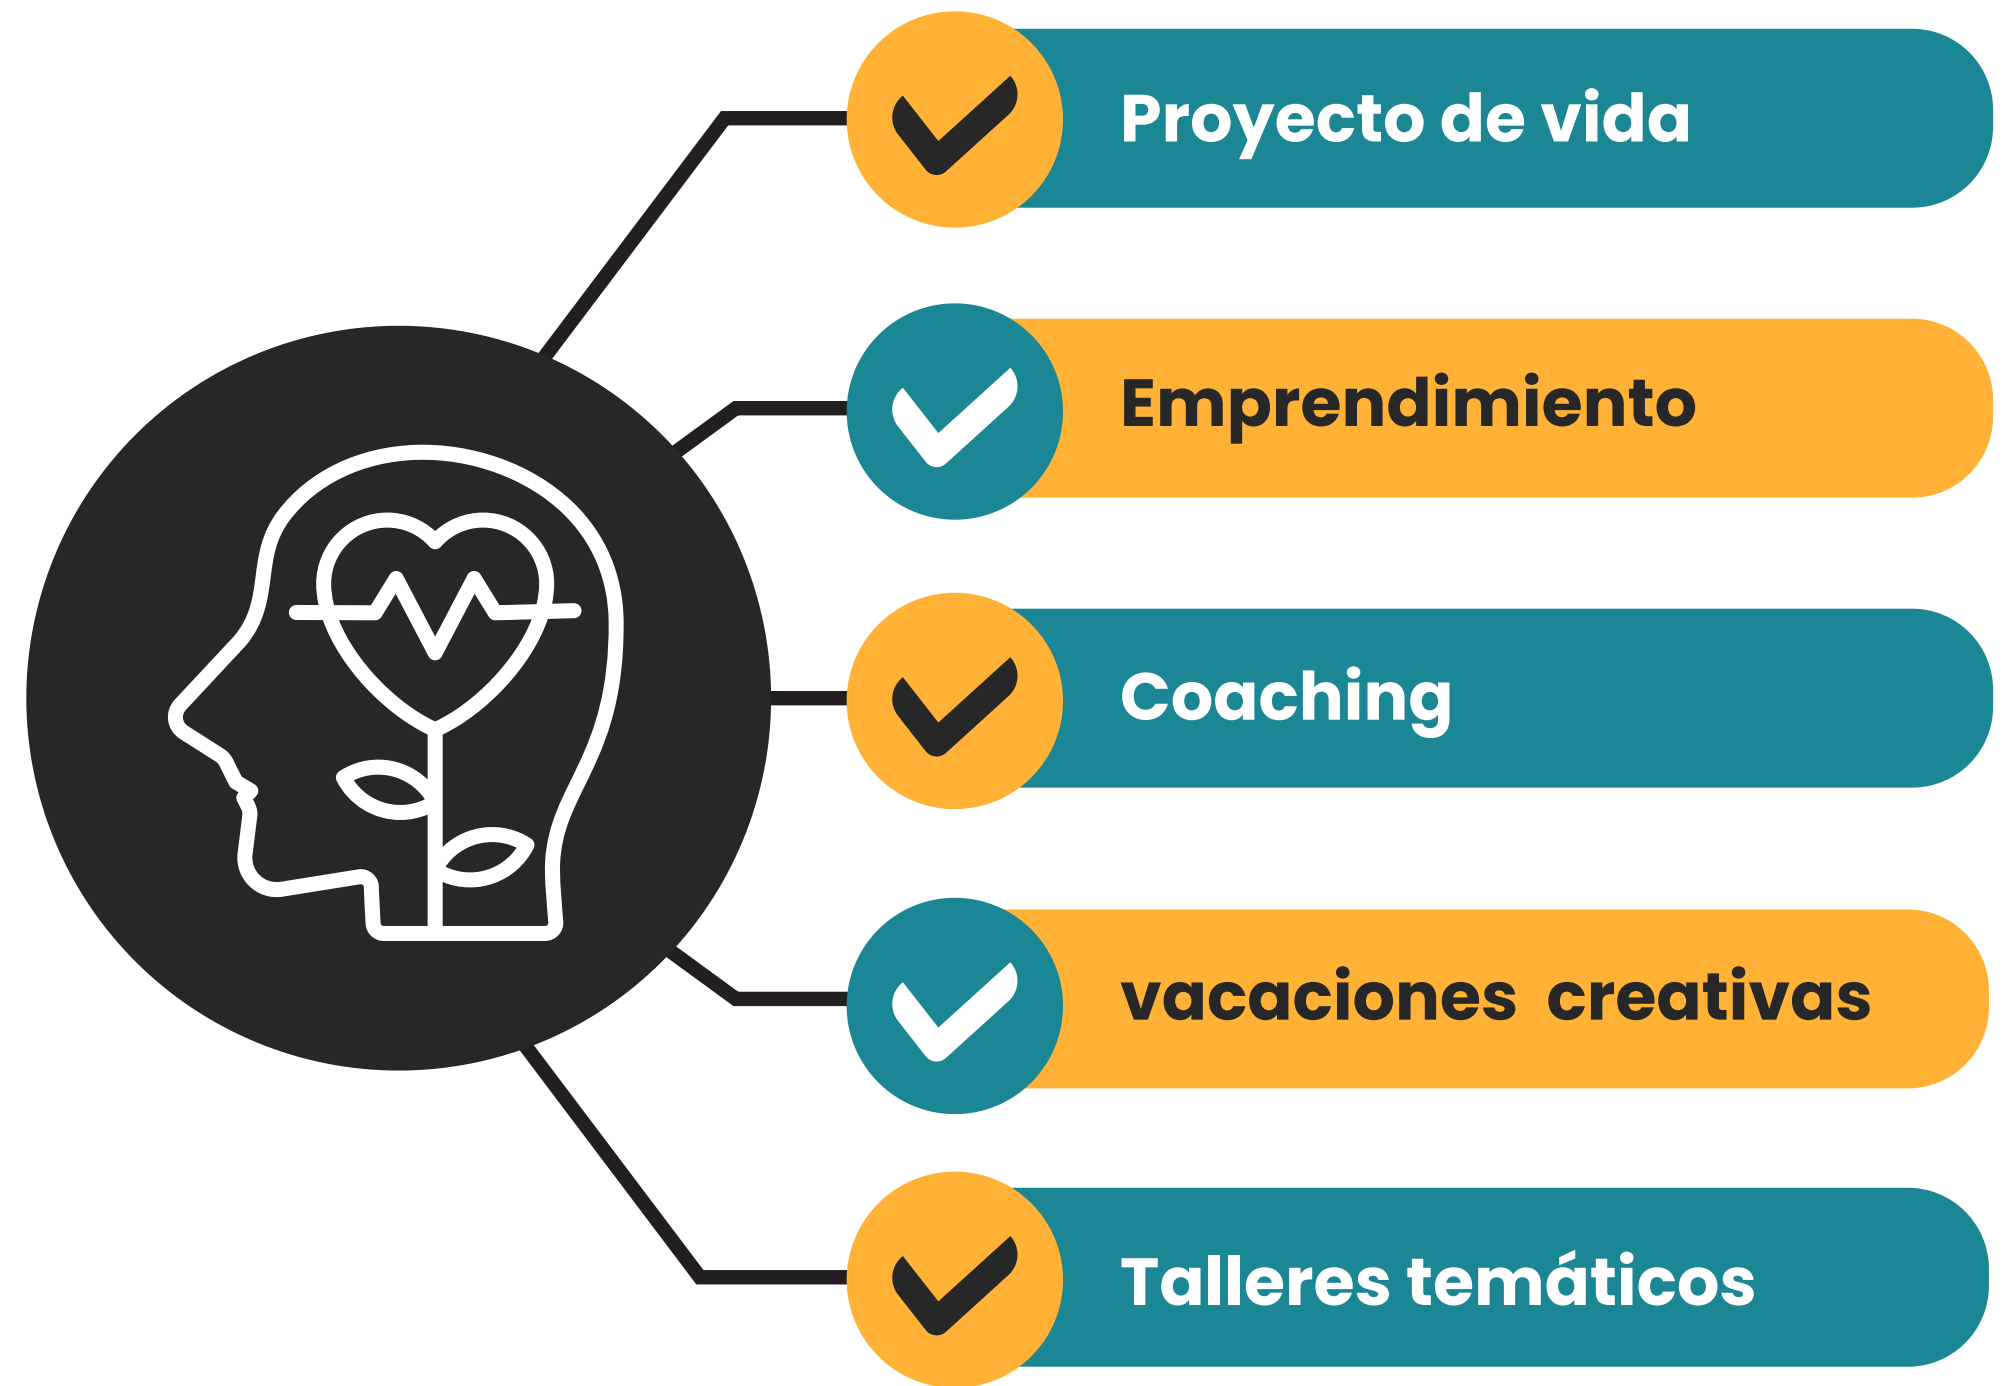 Proyecto de vida
Emprendimiento
Coaching
vacaciones  creativas
Talleres temáticos